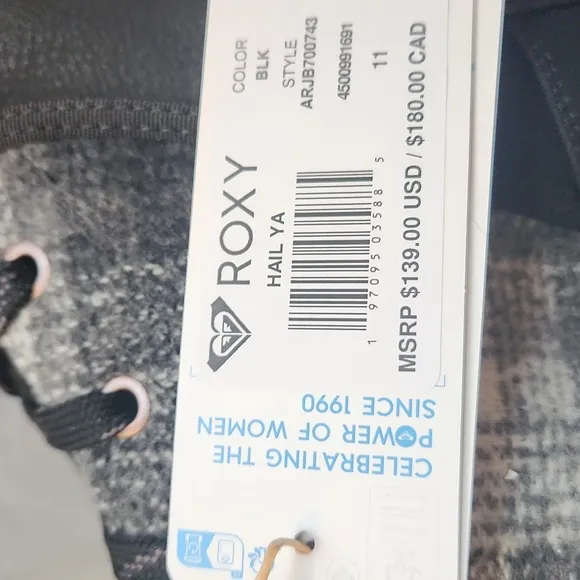 ROXY
HAIL YA
COLOR
BLK
STYLE
ARJB700743
4500991691
11
1 97095 03588 5
MSRP $139.00 USD / $180.00 CAD
CELEBRATING THE
POWER OF WOMEN
SINCE 1990